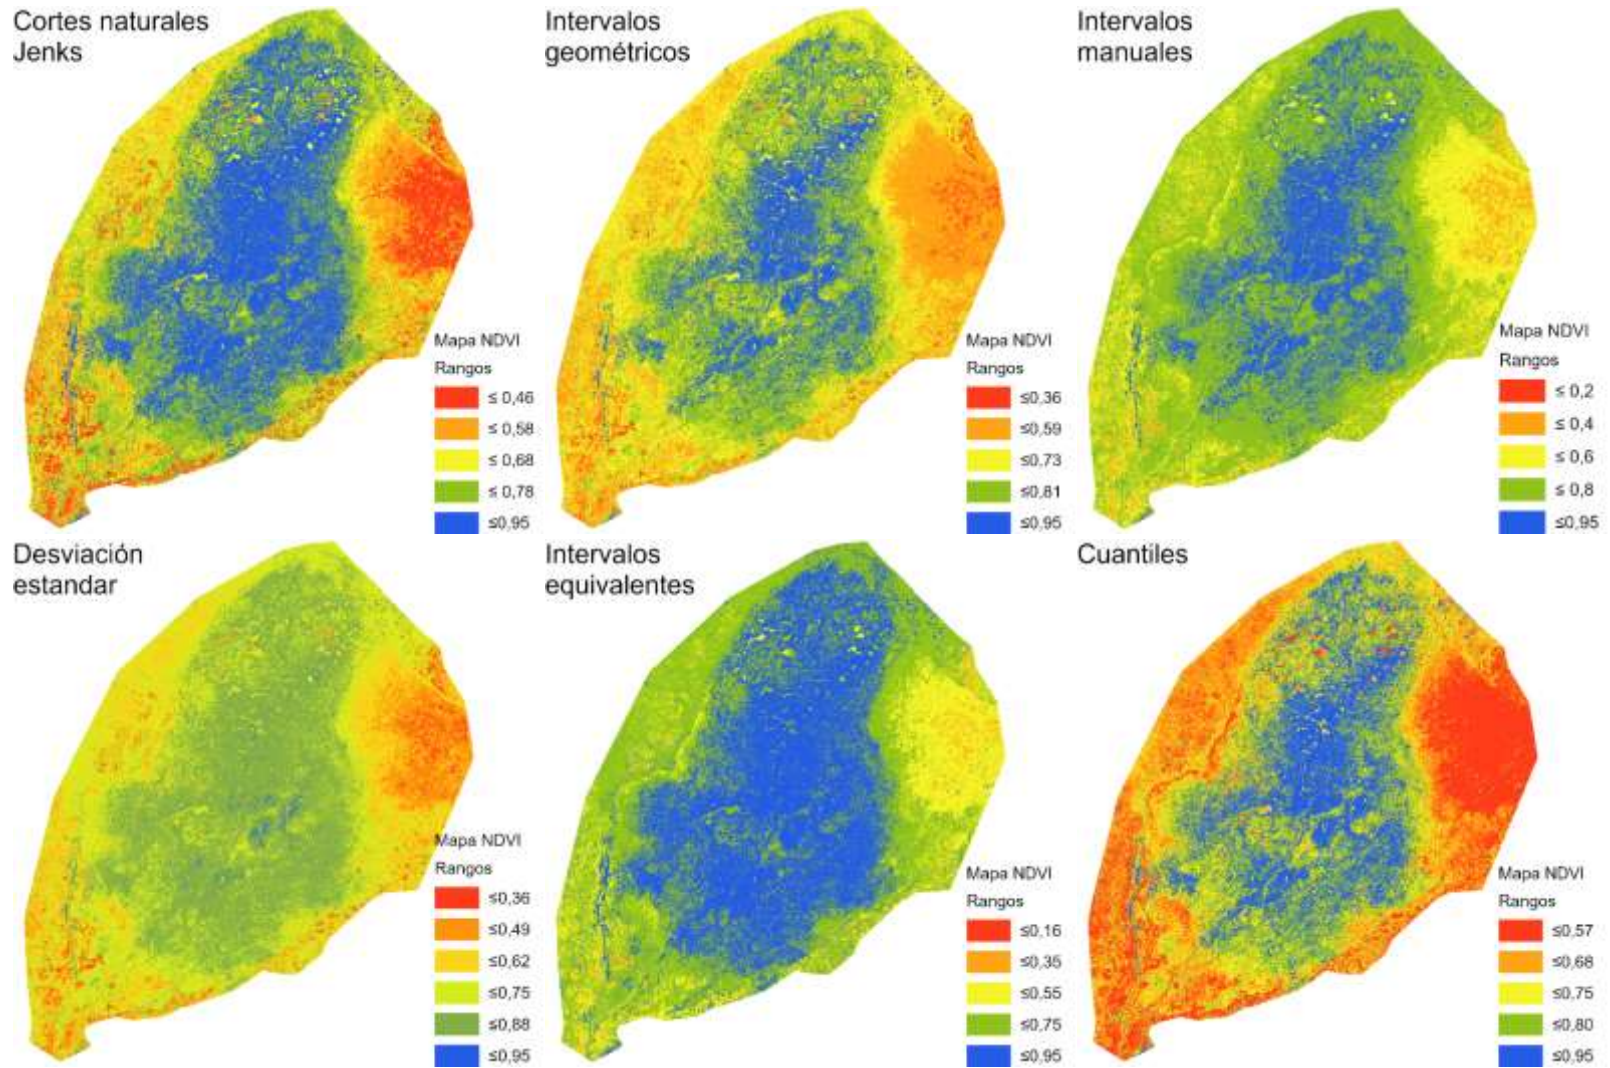 Cortes naturales
Jenks
Mapa NDVI
Rangos
≤ 0,46
≤ 0,58
≤ 0,68
≤ 0,78
≤0,95
Intervalos
geométricos
Mapa NDVI
Rangos
≤0,36
≤0,59
≤0,73
≤0,81
≤0,95
Intervalos
manuales
Mapa NDVI
Rangos
≤ 0,2
≤ 0,4
≤ 0,6
≤ 0,8
≤0,95
Desviación
estandar
Mapa NDVI
Rangos
≤0,36
≤0,49
≤0,62
≤0,75
≤0,88
≤0,95
Intervalos
equivalentes
Mapa NDVI
Rangos
≤0,16
≤0,35
≤0,55
≤0,75
≤0,95
Cuantiles
Mapa NDVI
Rangos
≤0,57
≤0,68
≤0,75
≤0,80
≤0,95